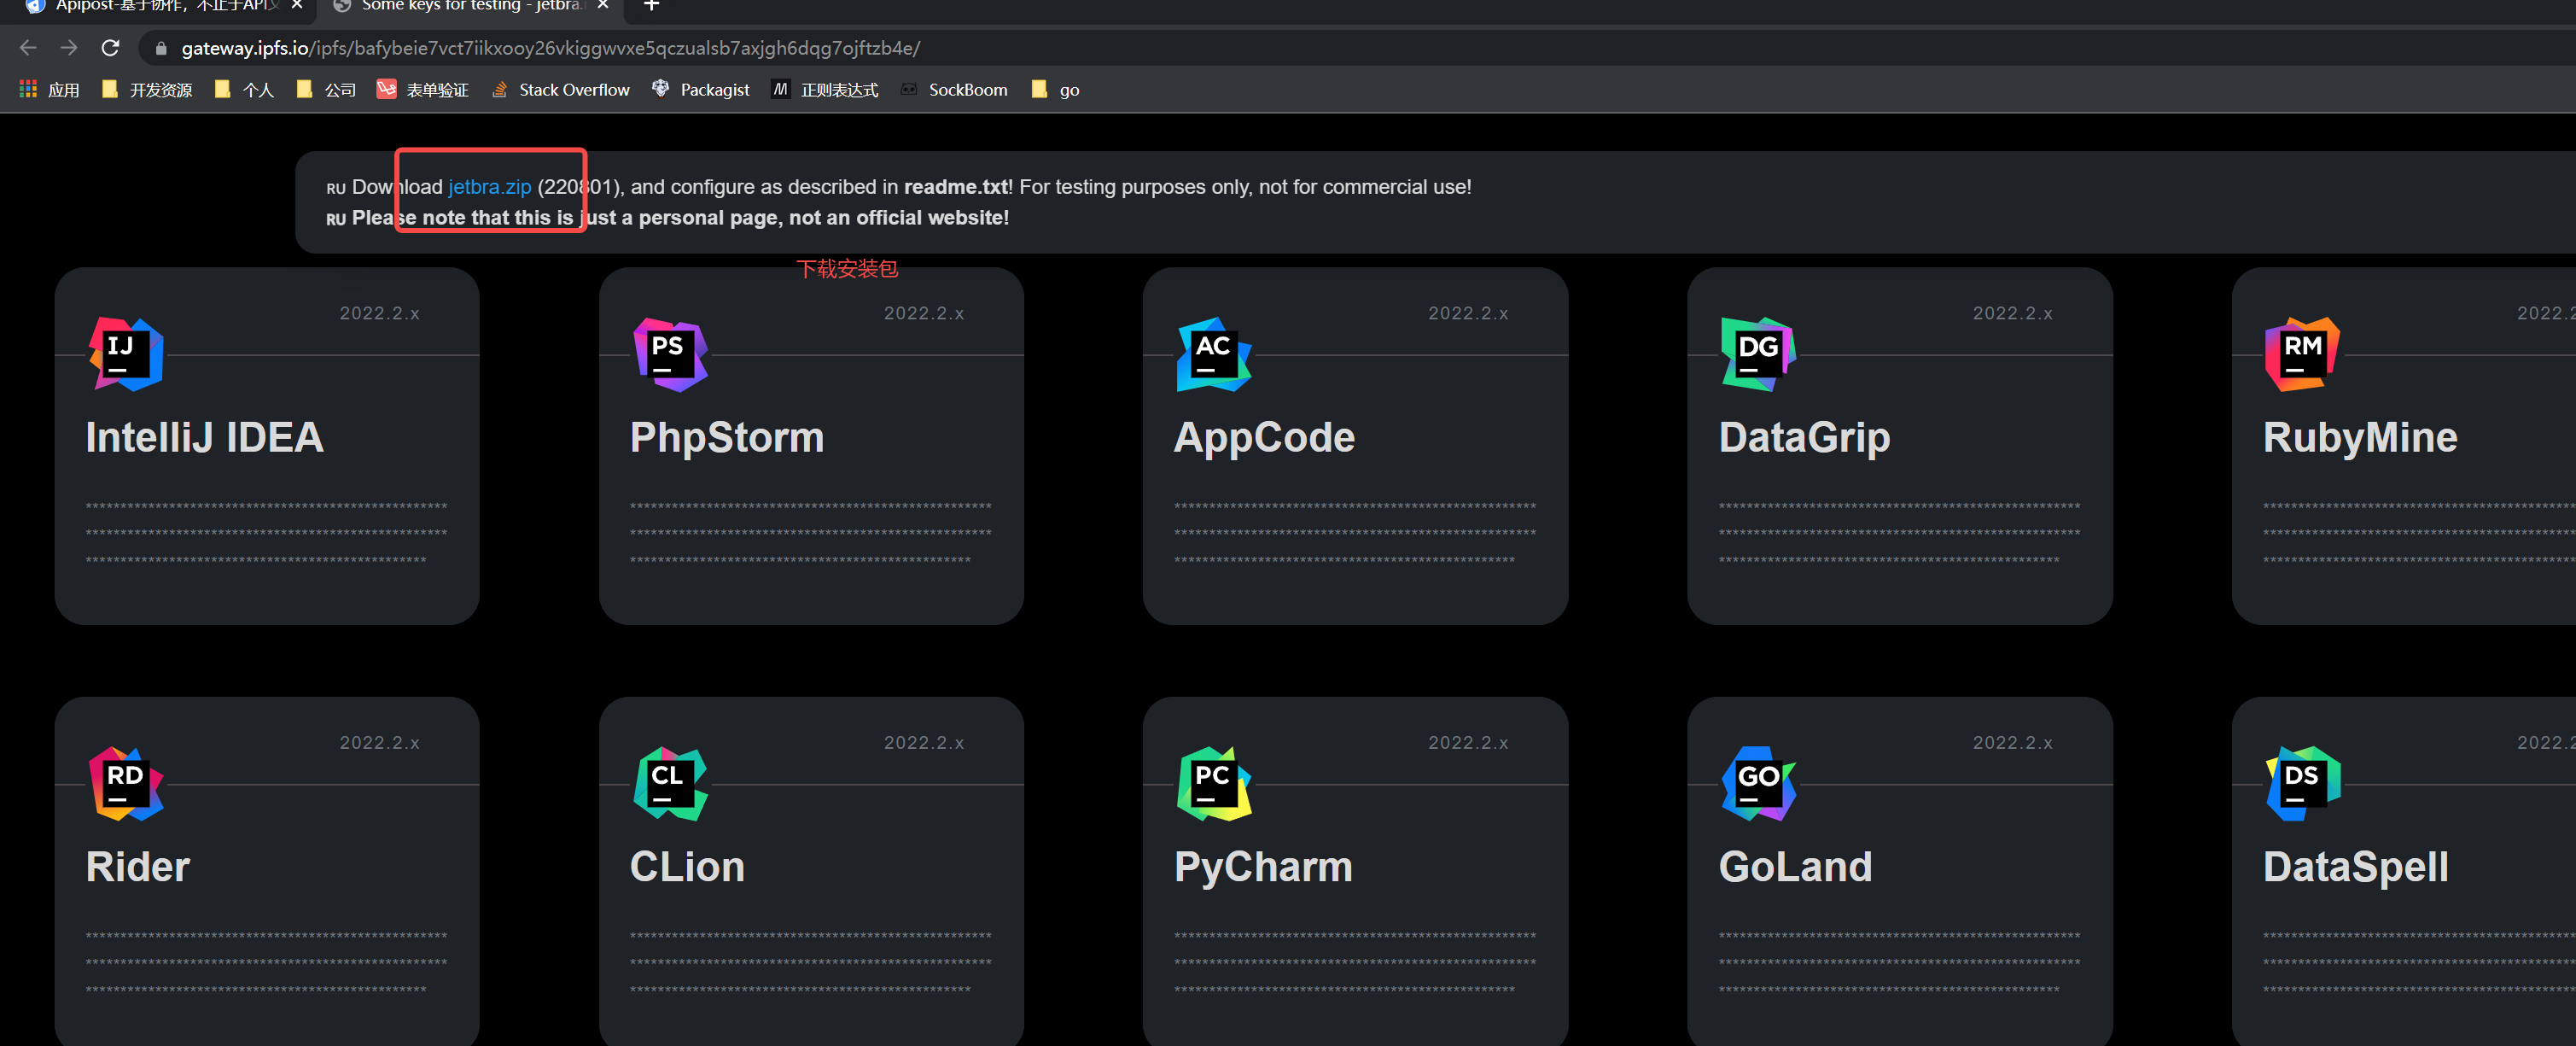 Apipost-基于协作，不止于API
Some keys for testing - jetbra.
gateway.ipfs.io/ipfs/bafybeie7vct7iikxooy26vkiggwvxe5qczualsb7axjgh6dqg7ojftzb4e/
应用 开发资源 个人 公司 表单验证 Stack Overflow Packagist 正则表达式 SockBoom go
RU Download jetbra.zip (220801), and configure as described in readme.txt! For testing purposes only, not for commercial use!
RU Please note that this is just a personal page, not an official website!
下载安装包
2022.2.x 2022.2.x 2022.2.x 2022.2.x 2022.2
IJ PS AC DG RM
IntelliJ IDEA PhpStorm AppCode DataGrip RubyMine
2022.2.x 2022.2.x 2022.2.x 2022.2.x 2022.2
RD CL PC GO DS
Rider CLion PyCharm GoLand DataSpell